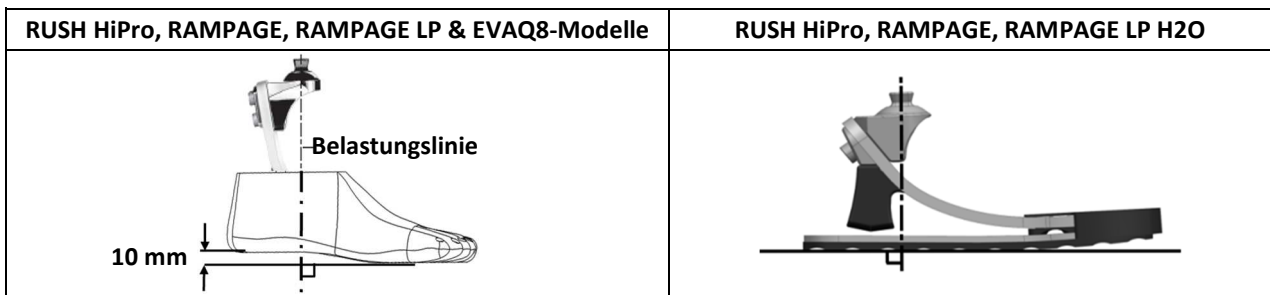 RUSH HiPro, RAMPAGE, RAMPAGE LP & EVAQ8-Modelle
RUSH HiPro, RAMPAGE, RAMPAGE LP H2O
Belastungslinie
10 mm